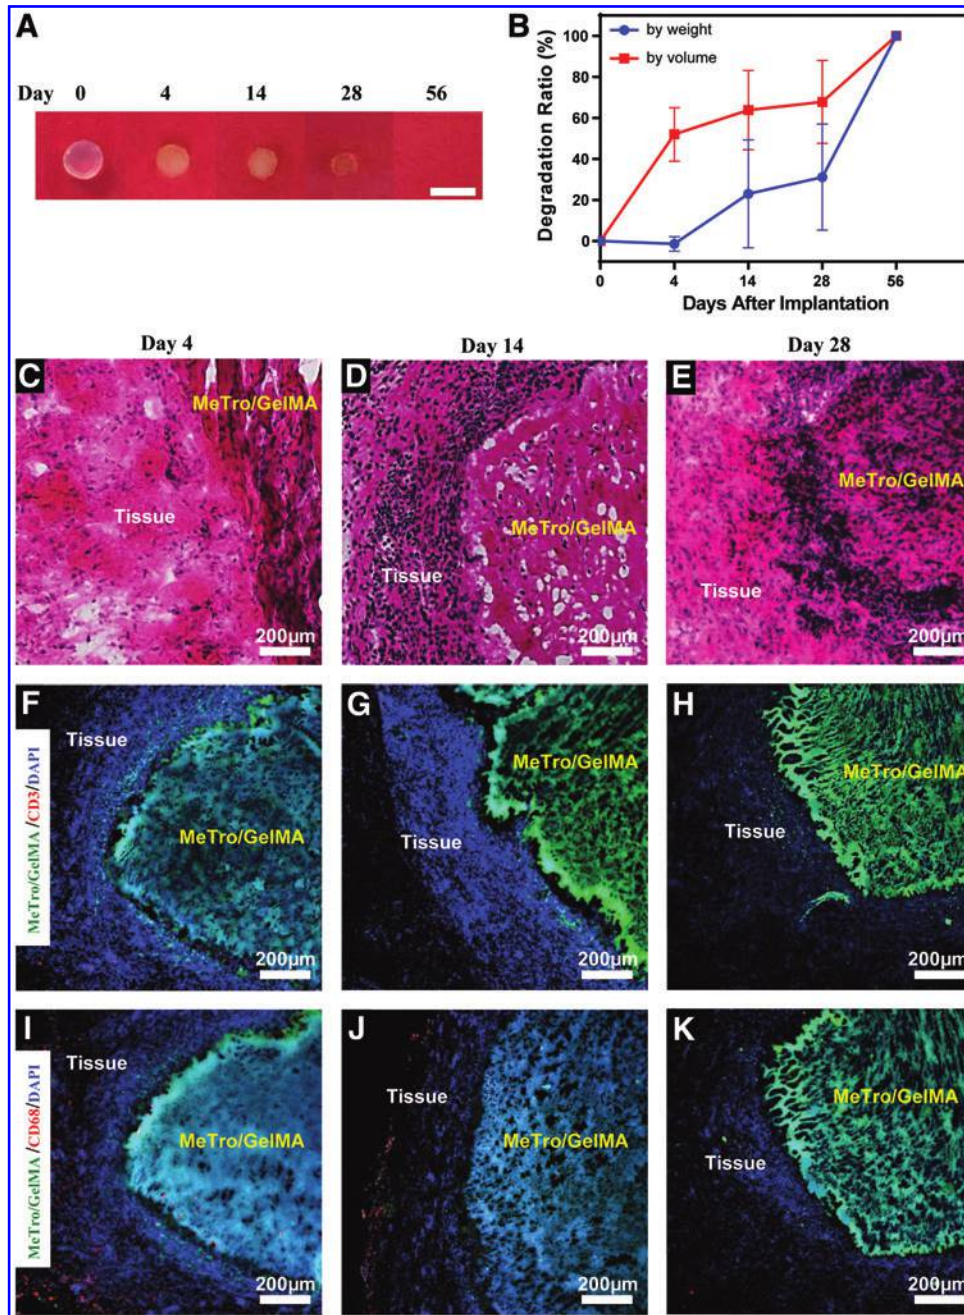 A
Day 0 4 14 28 56
B
by weight
by volume
Degradation Ratio (%)
100
80
60
40
20
0
0 4 14 28 56
Days After Implantation
Day 4 Day 14 Day 28
C
MeTro/GelMA
Tissue
200μm
D
MeTro/GelMA
Tissue
200μm
E
MeTro/GelMA
Tissue
200μm
MeTro/GelMA/CD3/DAPI
F
Tissue
MeTro/GelMA
200μm
G
MeTro/GelMA
Tissue
200μm
H
MeTro/GelMA
Tissue
200μm
MeTro/GelMA/CD68/DAPI
I
Tissue
MeTro/GelMA
200μm
J
Tissue
MeTro/GelMA
200μm
K
MeTro/GelMA
Tissue
200μm